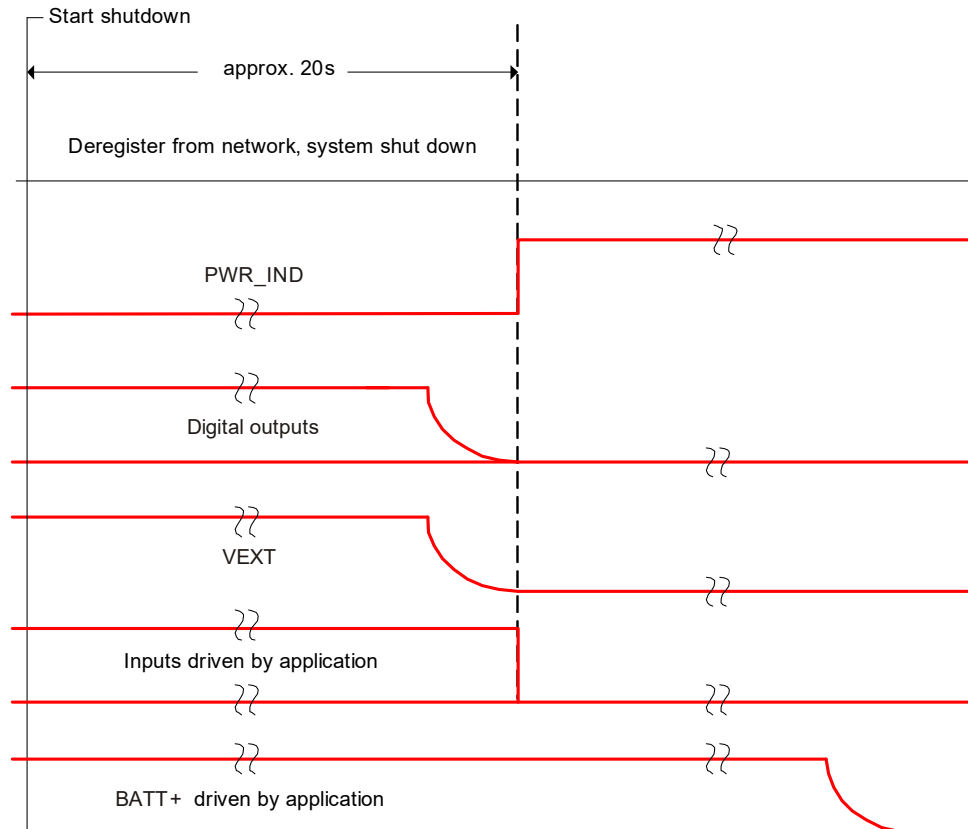 Start shutdown
approx. 20s
Deregister from network, system shut down
PWR_IND
Digital outputs
VEXT
Inputs driven by application
BATT+ driven by application